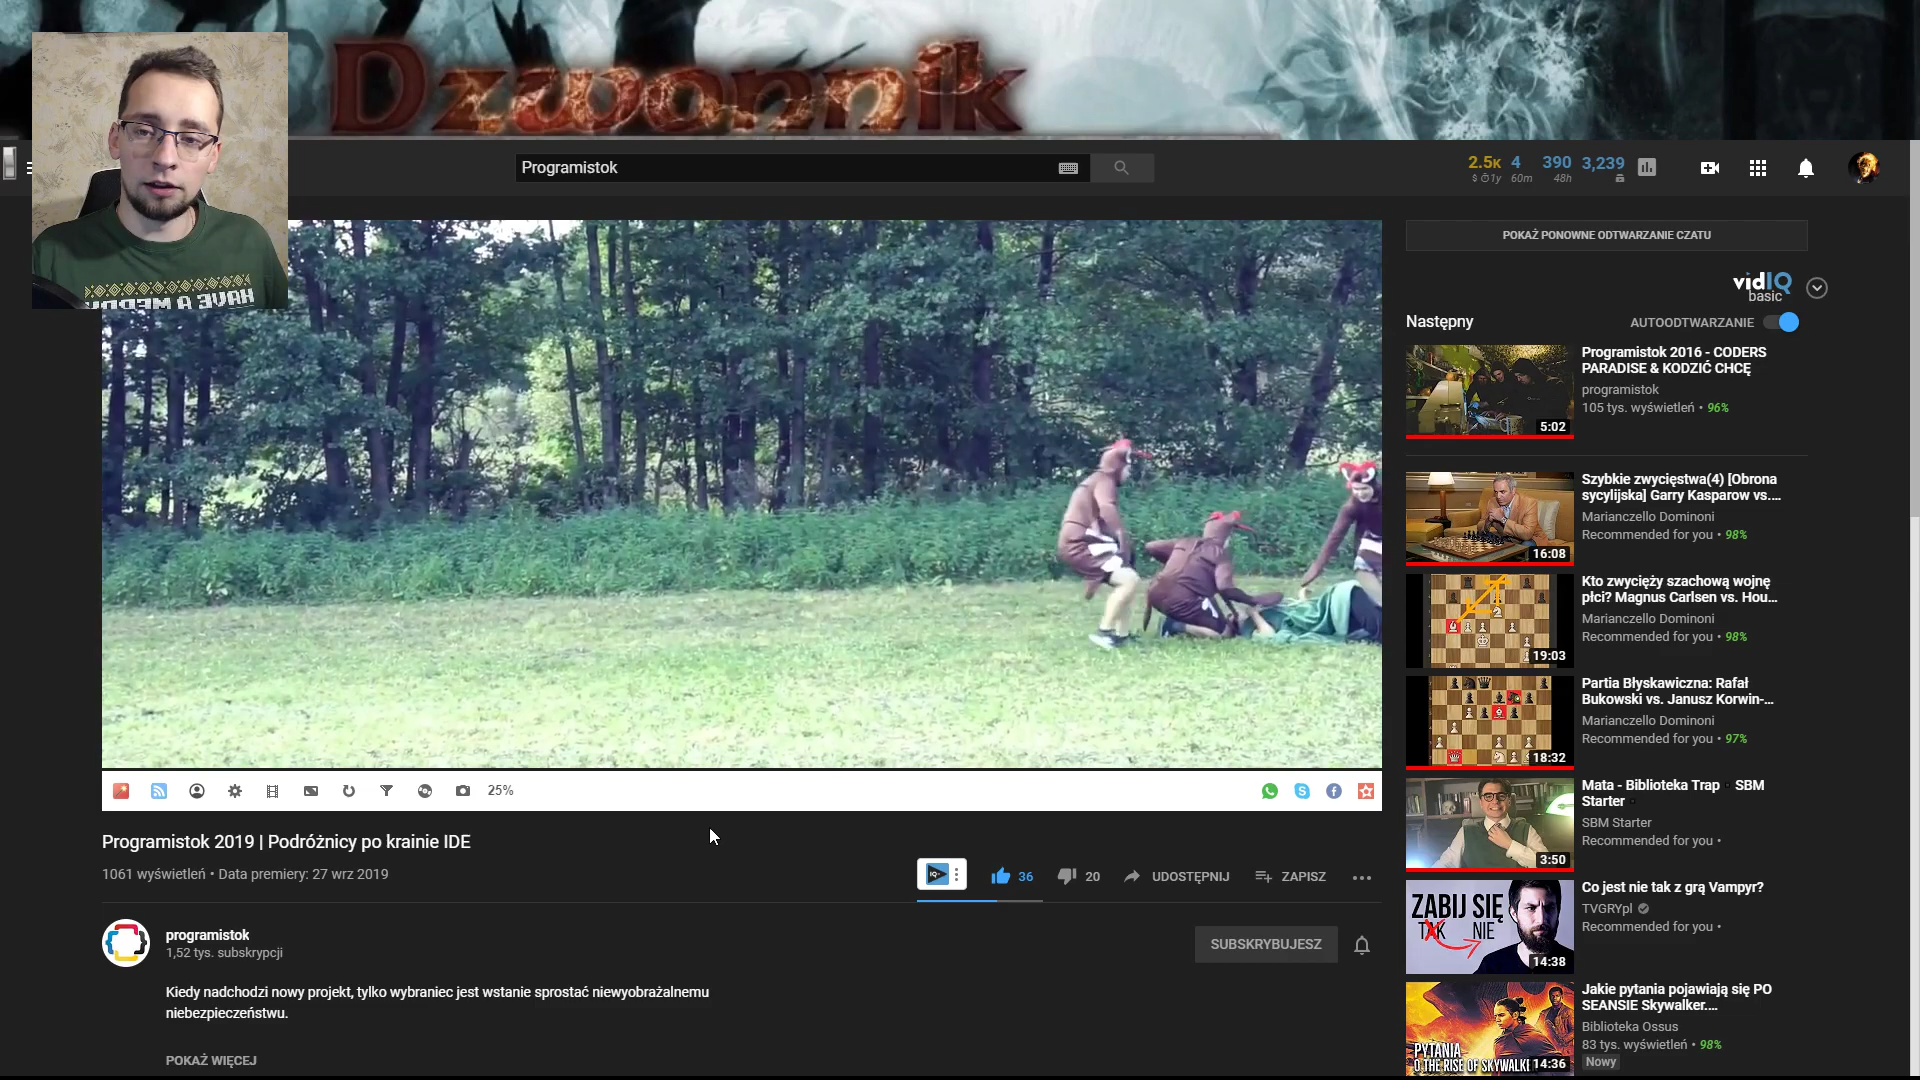 Dzwonnik
Programistok
2.5K 4 390 3,239
1y 60m 48h
HAVE A MERRY
POKAŻ PONOWNE ODTWARZANIE CZATU
vidIQ
basic
Następny
AUTOODTWARZANIE
Programistok 2016 - CODERS
PARADISE & KODZIĆ CHCĘ
programistok
105 tys. wyświetleń • 96%
5:02
Szybkie zwycięstwa(4) [Obrona
sycylijska] Garry Kasparow vs....
Marianczello Dominoni
Recommended for you • 98%
16:08
Kto zwycięży szachową wojnę
płci? Magnus Carlsen vs. Hou...
Marianczello Dominoni
Recommended for you • 98%
19:03
Partia Błyskawiczna: Rafał
Bukowski vs. Janusz Korwin-...
Marianczello Dominoni
Recommended for you • 97%
18:32
Mata - Biblioteka Trap SBM
Starter
SBM Starter
Recommended for you •
3:50
Co jest nie tak z grą Vampyr?
TVGRYpl
Recommended for you •
ZABIJ SIĘ
TAK NIE
14:38
Jakie pytania pojawiają się PO
SEANSIE Skywalker....
Biblioteka Ossus
83 tys. wyświetleń • 98%
Nowy
PYTANIA
O THE RISE OF SKYWALKE
14:36
25%
Programistok 2019 | Podróżnicy po krainie IDE
1061 wyświetleń • Data premiery: 27 wrz 2019
36 20 UDOSTĘPNIJ ZAPISZ
programistok
1,52 tys. subskrypcji
SUBSKRYBUJESZ
Kiedy nadchodzi nowy projekt, tylko wybraniec jest wstanie sprostać niewyobrażalnemu
niebezpieczeństwu.
POKAŻ WIĘCEJ